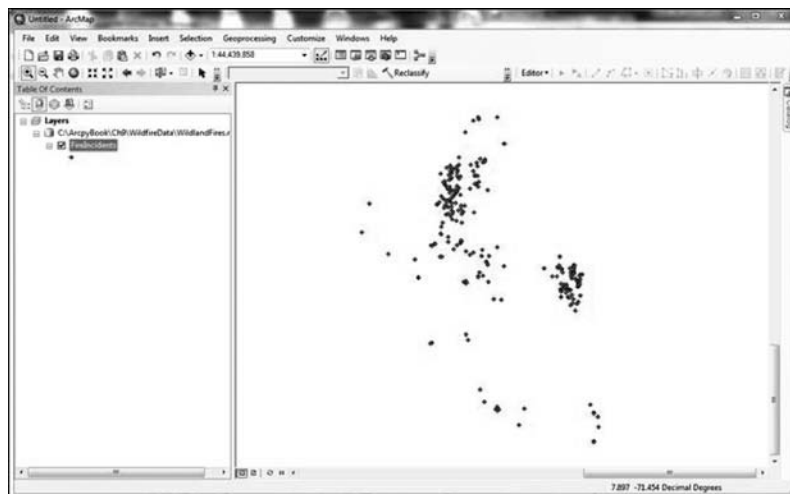 Untitled - ArcMap
File Edit View Bookmarks Insert Selection Geoprocessing Customize Windows Help
1:44,439,858
Reclassify
Editor
Table Of Contents
Layers
C:\ArcpyBook\Ch9\WildfireData\WildlandFires.
FireIncidents
7.897 -71.454 Decimal Degrees